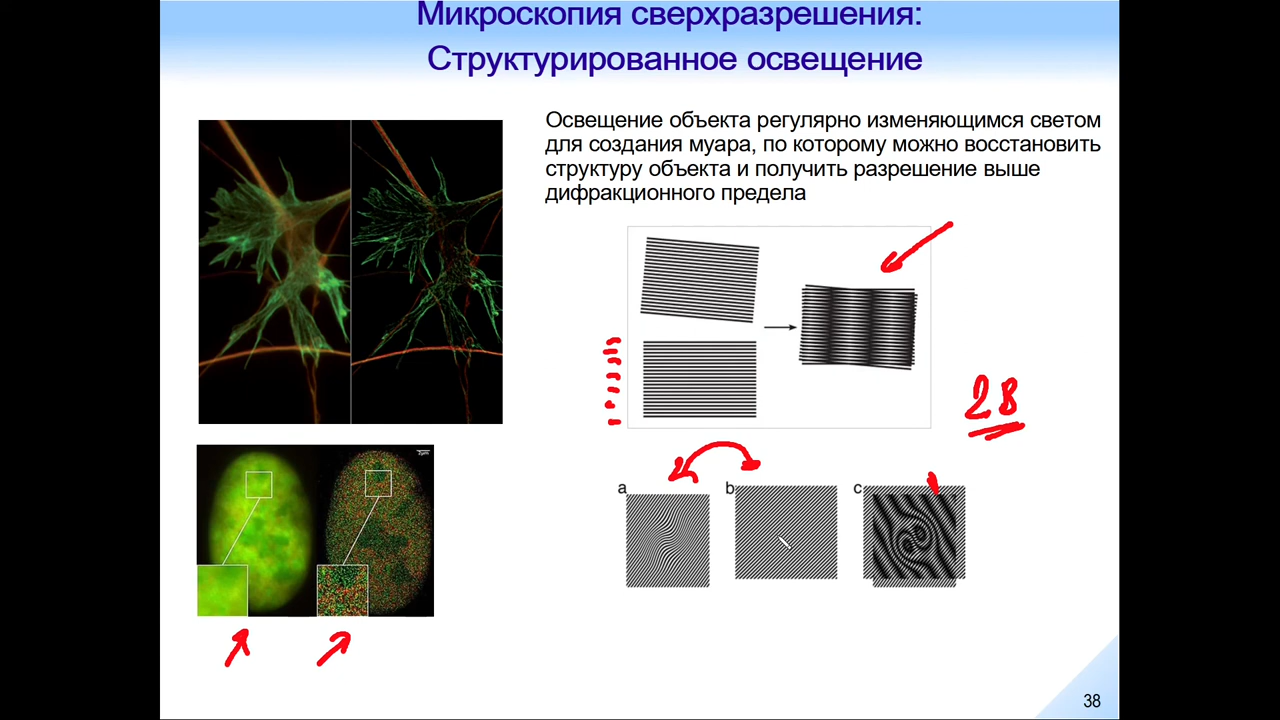 Микроскопия сверхразрешения:
Структурированное освещение
Освещение объекта регулярно изменяющимся светом
для создания муара, по которому можно восстановить
структуру объекта и получить разрешение выше
дифракционного предела
28
a
b
c
38